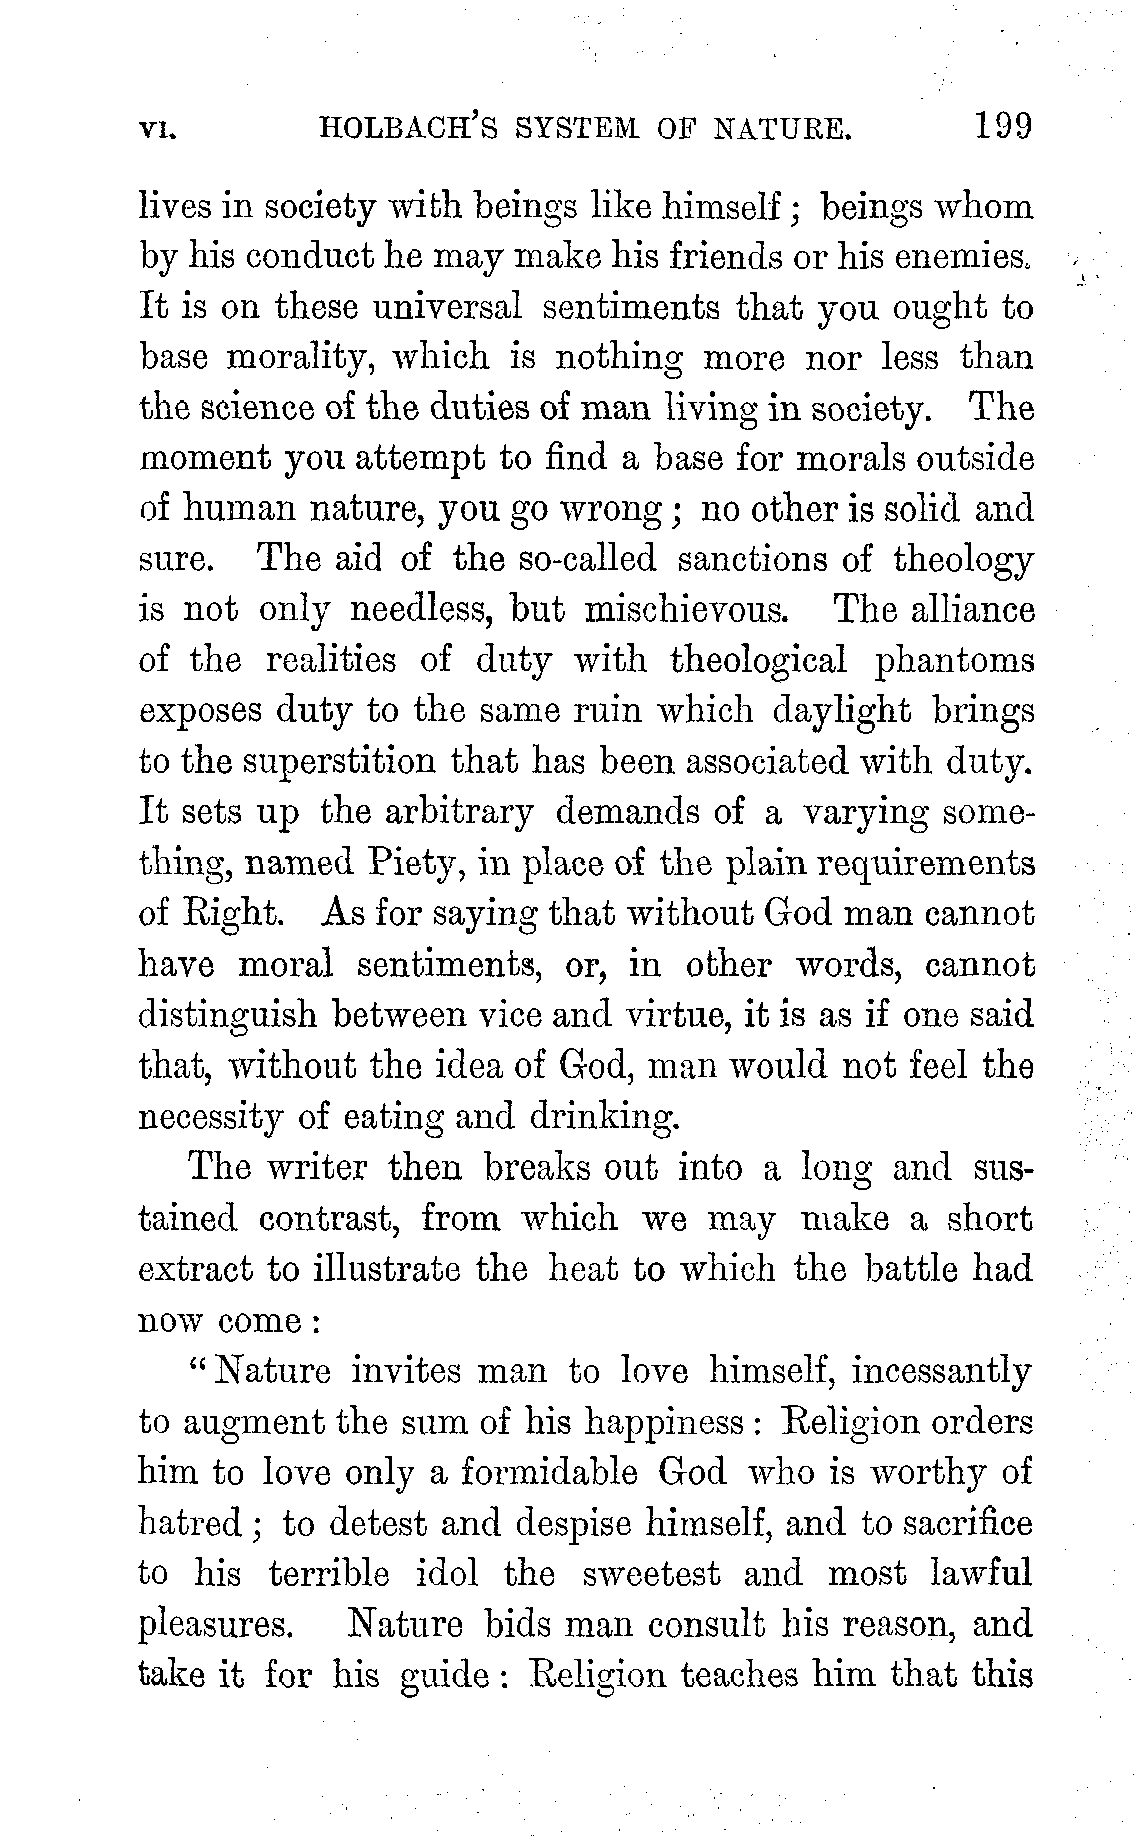 VI. HOLBACH'S SYSTEM OF NATURE. 199
lives in society with beings like himself; beings whom
by his conduct he may make his friends or his enemies.
It is on these universal sentiments that you ought to
base morality, which is nothing more nor less than
the science of the duties of man living in society. The
moment you attempt to find a base for morals outside
of human nature, you go wrong; no other is solid and
sure. The aid of the so-called sanctions of theology
is not only needless, but mischievous. The alliance
of the realities of duty with theological phantoms
exposes duty to the same ruin which daylight brings
to the superstition that has been associated with duty.
It sets up the arbitrary demands of a varying some-
thing, named Piety, in place of the plain requirements
of Right. As for saying that without God man cannot
have moral sentiments, or, in other words, cannot
distinguish between vice and virtue, it is as if one said
that, without the idea of God, man would not feel the
necessity of eating and drinking.
The writer then breaks out into a long and sus-
tained contrast, from which we may make a short
extract to illustrate the heat to which the battle had
now come:
"Nature invites man to love himself, incessantly
to augment the sum of his happiness: Religion orders
him to love only a formidable God who is worthy of
hatred; to detest and despise himself, and to sacrifice
to his terrible idol the sweetest and most lawful
pleasures. Nature bids man consult his reason, and
take it for his guide: Religion teaches him that this